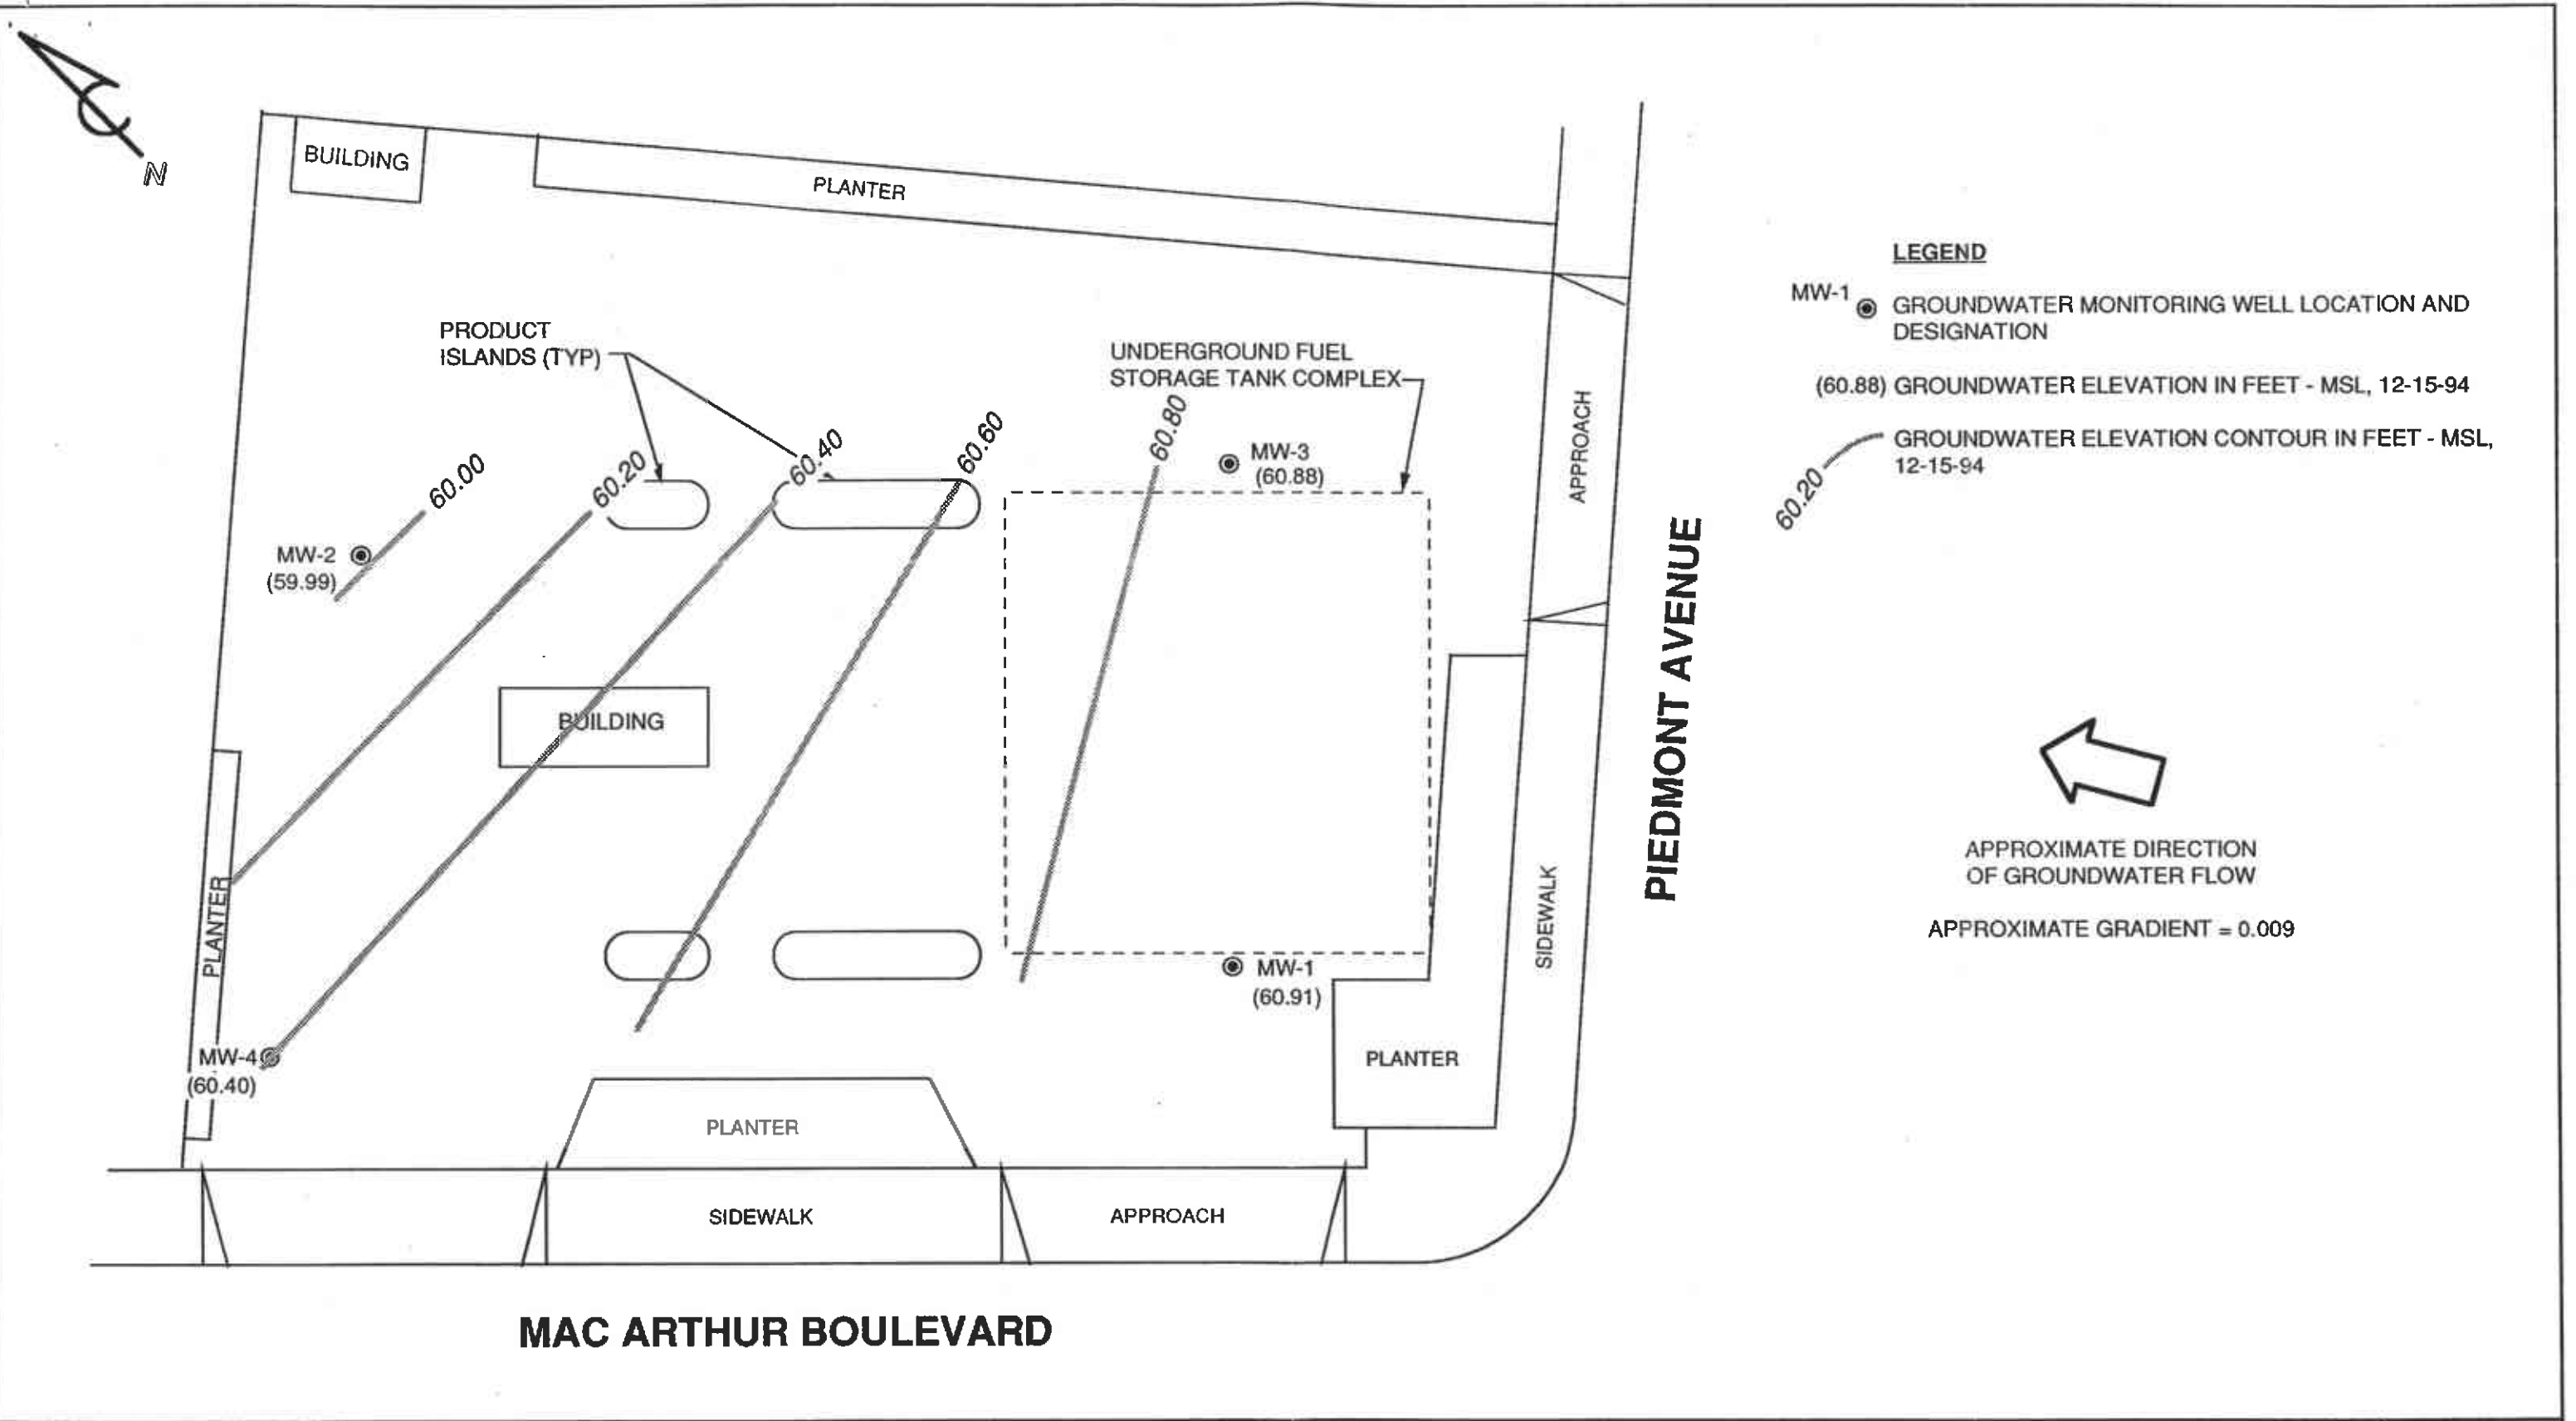 N
BUILDING
PLANTER
PRODUCT
ISLANDS (TYP)
UNDERGROUND FUEL
STORAGE TANK COMPLEX
60.00
60.20
60.40
60.60
60.80
MW-3
(60.88)
MW-2
(59.99)
BUILDING
PLANTER
MW-1
(60.91)
MW-4
(60.40)
PLANTER
PLANTER
SIDEWALK
APPROACH
APPROACH
SIDEWALK
PIEDMONT AVENUE
MAC ARTHUR BOULEVARD
LEGEND
MW-1 GROUNDWATER MONITORING WELL LOCATION AND
DESIGNATION
(60.88) GROUNDWATER ELEVATION IN FEET - MSL, 12-15-94
60.20 GROUNDWATER ELEVATION CONTOUR IN FEET - MSL,
12-15-94
APPROXIMATE DIRECTION
OF GROUNDWATER FLOW
APPROXIMATE GRADIENT = 0.009